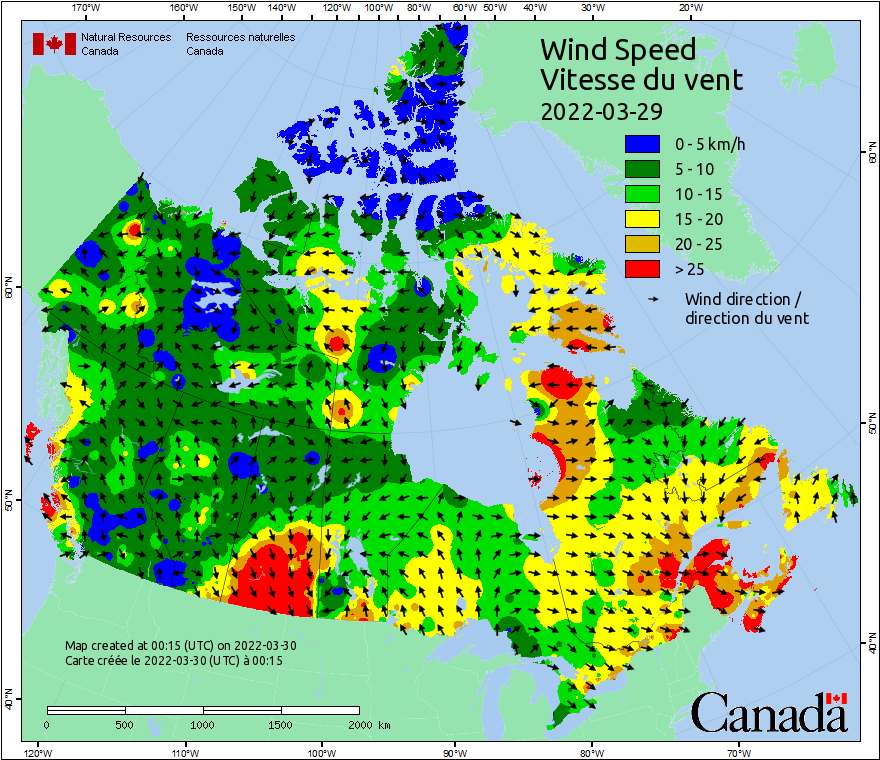 170°W 160°W 150°W 140°W 120°W 100°W 80°W 60°W 50°W 40°W 30°W 20°W
Natural Resources Ressources naturelles
Canada Canada
Wind Speed
Vitesse du vent
2022-03-29
0 - 5 km/h
5 - 10
10 - 15
15 - 20
20 - 25
> 25
Wind direction /
direction du vent
60°N
50°N
40°N
60°N
50°N
40°N
Map created at 00:15 (UTC) on 2022-03-30
Carte créée le 2022-03-30 (UTC) à 00:15
0 500 1000 1500 2000 km
Canada
120°W 110°W 100°W 90°W 80°W 70°W